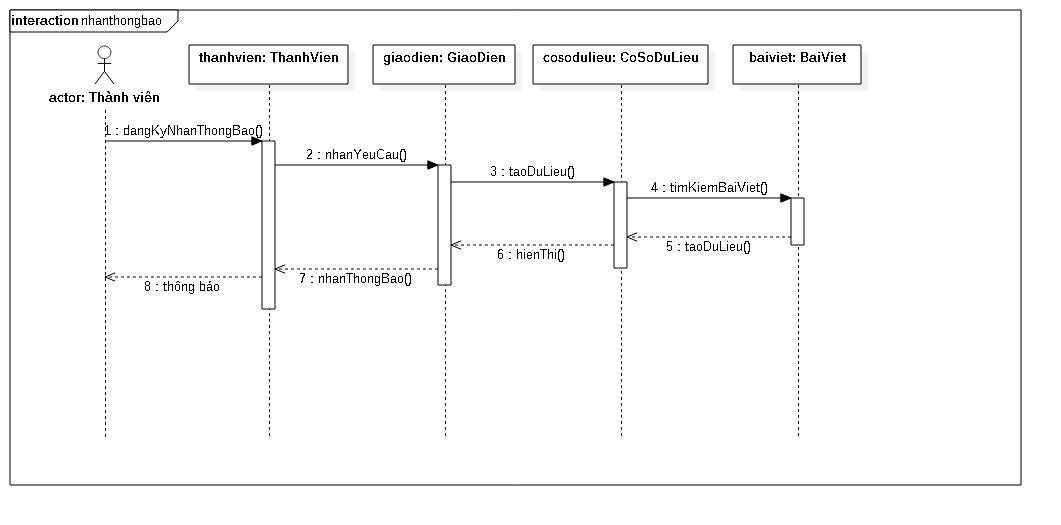 interaction nhanthongbao
thanhvien: ThanhVien
giaodien: GiaoDien
cosodulieu: CoSoDuLieu
baiviet: BaiViet
actor: Thành viên
1 : dangKyNhanThongBao()
2 : nhanYeuCau()
3 : taoDuLieu()
4 : timKiemBaiViet()
5 : taoDuLieu()
6 : hienThi()
7 : nhanThongBao()
8 : thông báo